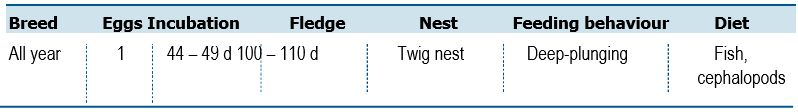 Breed Eggs Incubation Fledge Nest Feeding behaviour Diet
All year 1 44 – 49 d 100 – 110 d Twig nest Deep-plunging Fish,
cephalopods